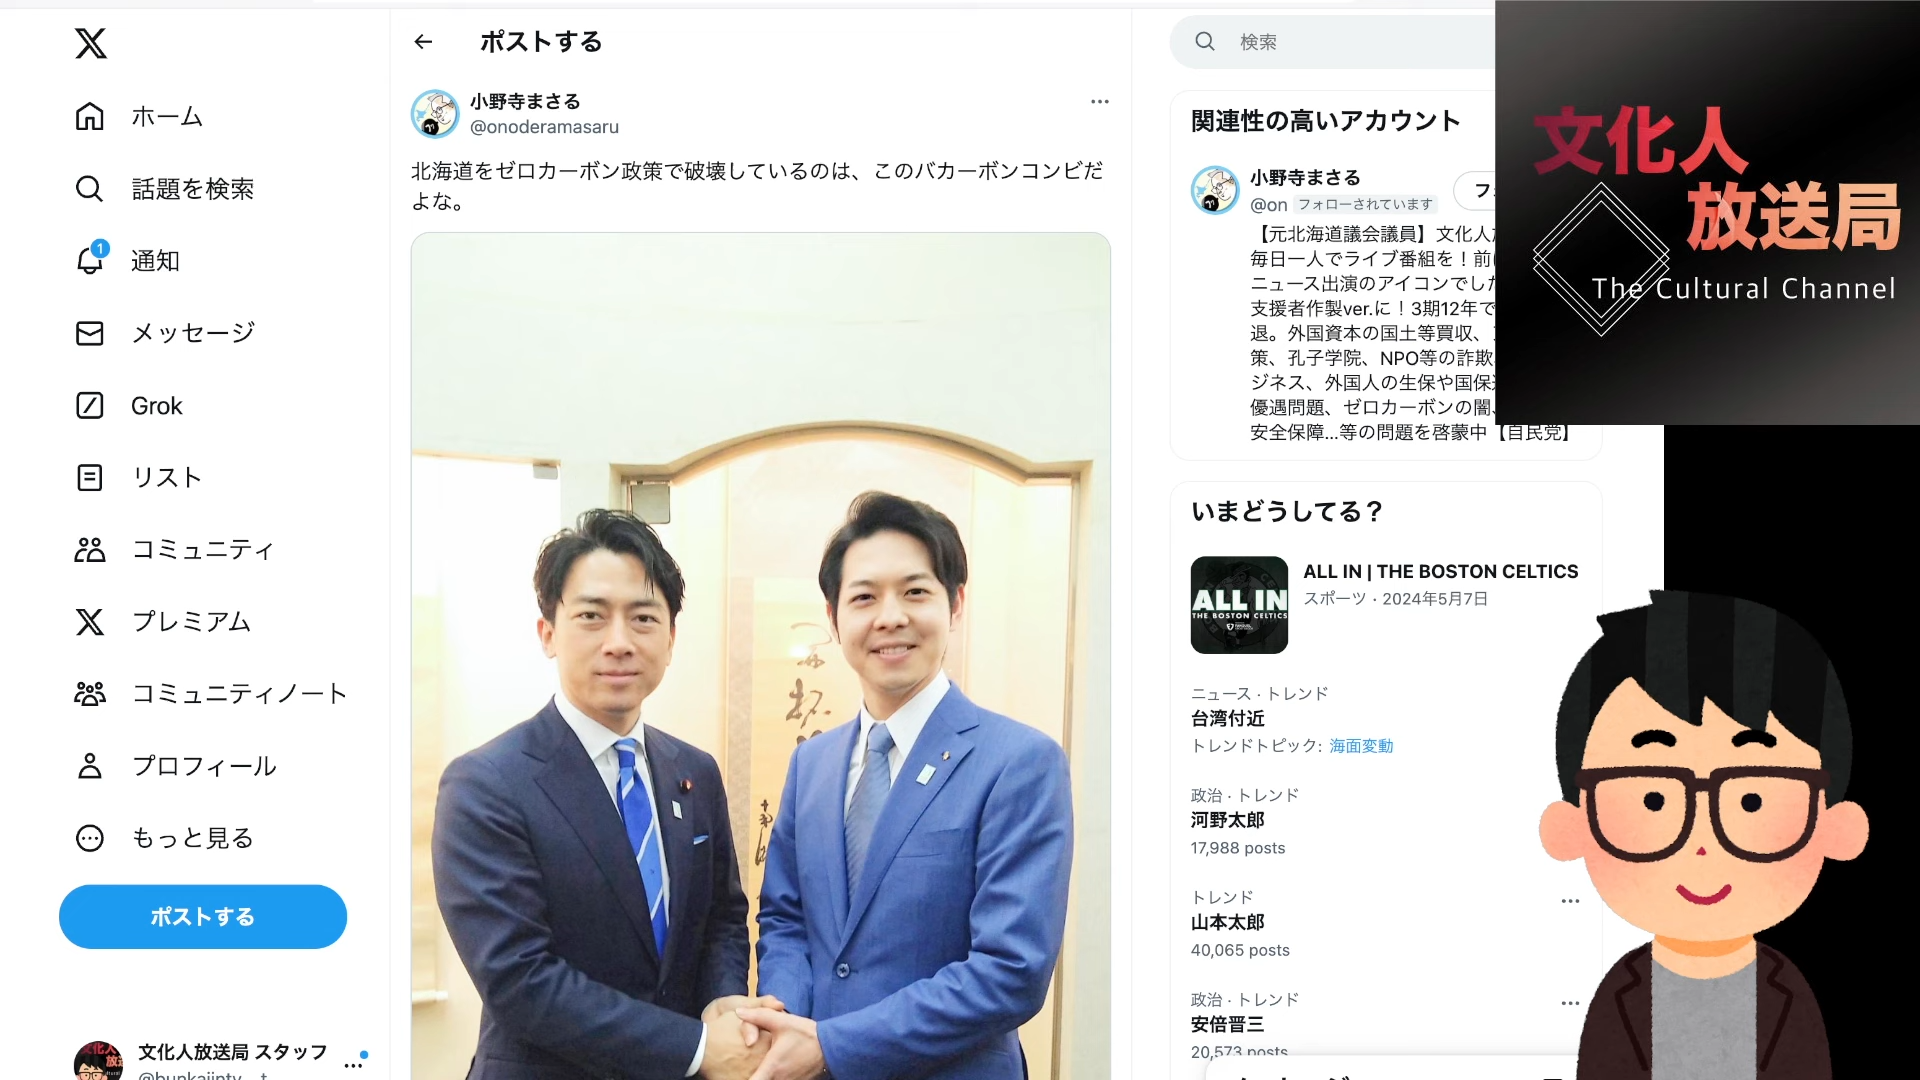 ポストする
検索
ホーム
話題を検索
1
通知
メッセージ
Grok
リスト
コミュニティ
プレミアム
コミュニティノート
プロフィール
もっと見る
ポストする
文化人放送局 スタッフ
小野寺まさる
@onoderamasaru
北海道をゼロカーボン政策で破壊しているのは、このバカーボンコンビだ
よな。
関連性の高いアカウント
小野寺まさる
@on フォローされています
【元北海道議会議員】文化人
毎日一人でライブ番組を！前
ニュース出演のアイコンでし
支援者作製ver.に！3期12年で
退。外国資本の国土等買収、
策、孔子学院、NPO等の詐欺
ジネス、外国人の生保や国保
優遇問題、ゼロカーボンの闇、
安全保障...等の問題を啓蒙中【自民党】
いまどうしてる？
ALL IN
THE BOSTON CELTICS
ALL IN | THE BOSTON CELTICS
スポーツ · 2024年5月7日
ニュース · トレンド
台湾付近
トレンドトピック: 海面変動
政治 · トレンド
河野太郎
17,988 posts
トレンド
山本太郎
40,065 posts
政治 · トレンド
安倍晋三
20,573 posts
文化人
放送局
The Cultural Channel